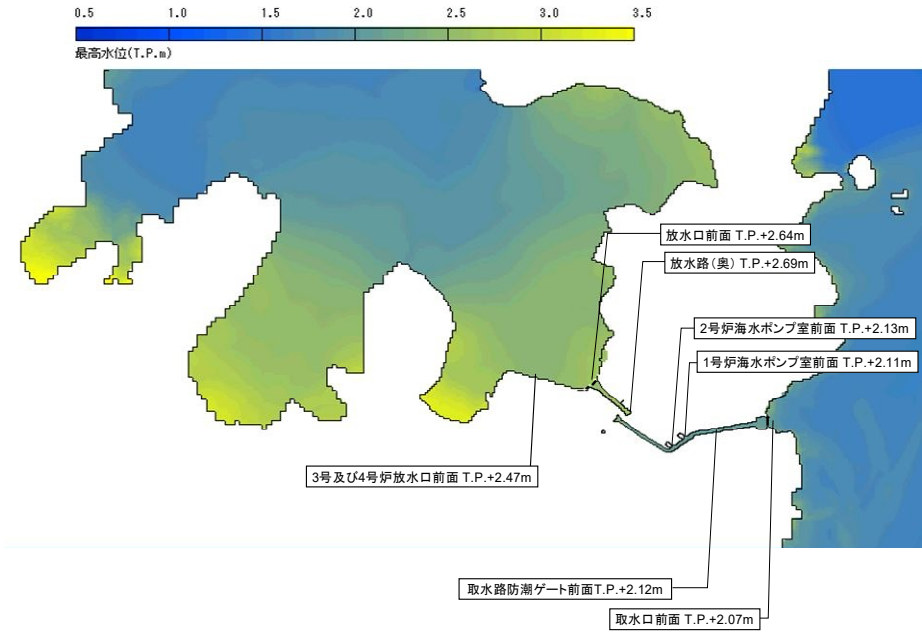 0.5 1.0 1.5 2.0 2.5 3.0 3.5
最高水位(T.P.m)
放水口前面 T.P.+2.64m
放水路(奥) T.P.+2.69m
2号炉海水ポンプ室前面 T.P.+2.13m
1号炉海水ポンプ室前面 T.P.+2.11m
3号及び4号炉放水口前面 T.P.+2.47m
取水路防潮ゲート前面T.P.+2.12m
取水口前面 T.P.+2.07m